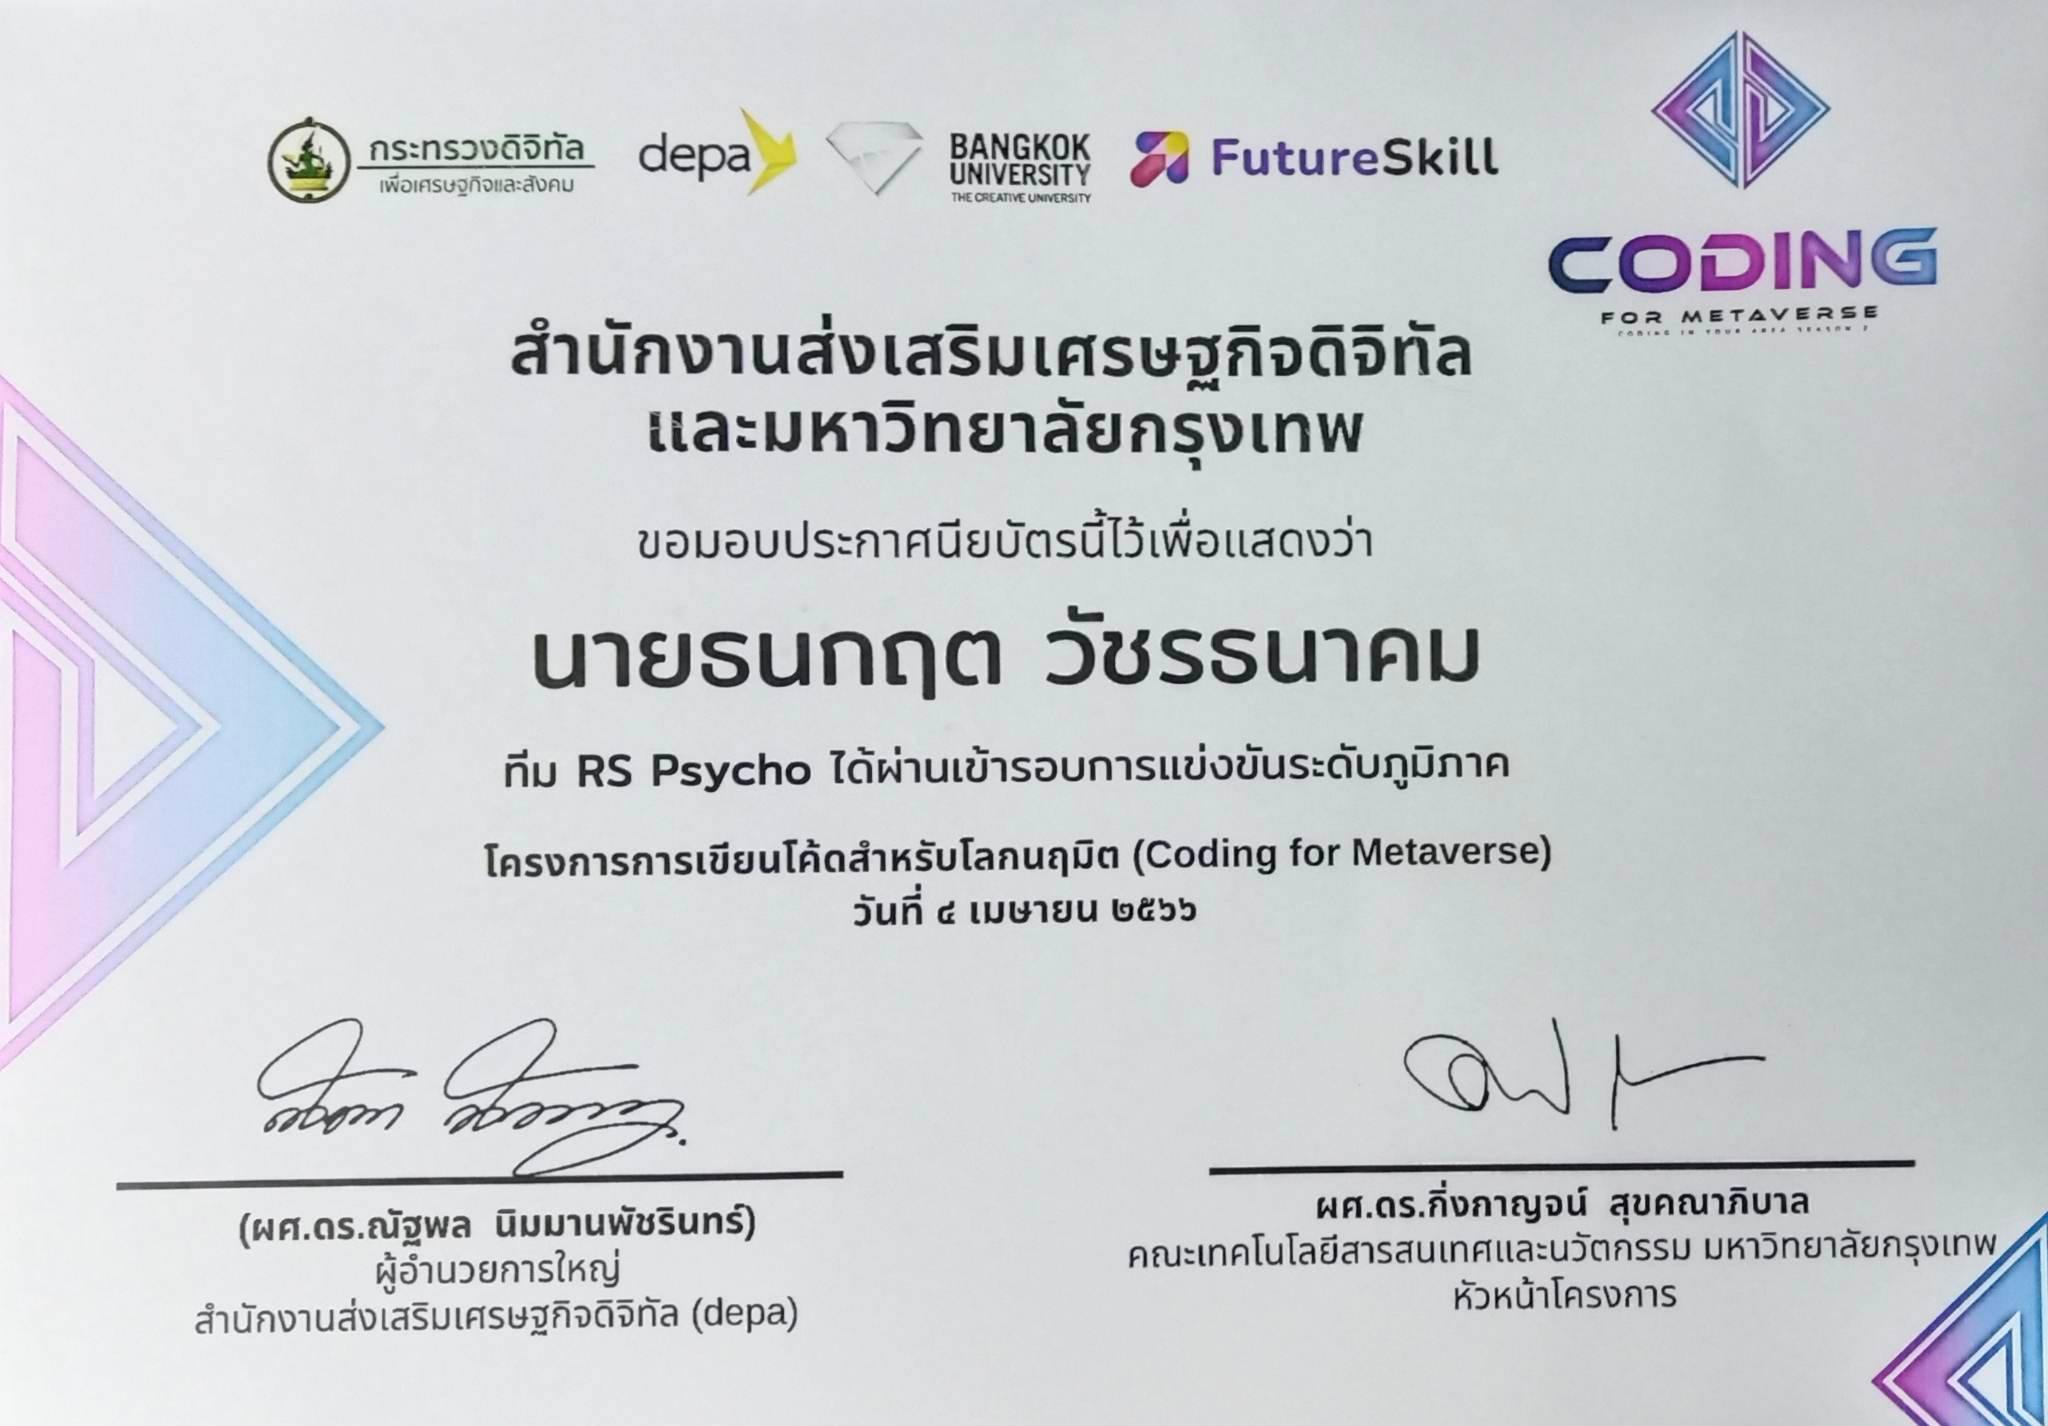 กระทรวงดิจิทัล
เพื่อเศรษฐกิจและสังคม
depa
BANGKOK
UNIVERSITY
THE CREATIVE UNIVERSITY
FutureSkill
CODING
FOR METAVERSE
CODING IN YOUR AREA SEASON 2
สำนักงานส่งเสริมเศรษฐกิจดิจิทัล
และมหาวิทยาลัยกรุงเทพ
ขอมอบประกาศนียบัตรนี้ไว้เพื่อแสดงว่า
นายธนกฤต วัชรธนาคม
ทีม RS Psycho ได้ผ่านเข้ารอบการแข่งขันระดับภูมิภาค
โครงการการเขียนโค้ดสำหรับโลกนฤมิต (Coding for Metaverse)
วันที่ ๔ เมษายน ๒๕๖๖
(ผศ.ดร.ณัฐพล นิมมานพัชรินทร์)
ผู้อำนวยการใหญ่
สำนักงานส่งเสริมเศรษฐกิจดิจิทัล (depa)
ผศ.ดร.กิ่งกาญจน์ สุขคณาภิบาล
คณะเทคโนโลยีสารสนเทศและนวัตกรรม มหาวิทยาลัยกรุงเทพ
หัวหน้าโครงการ